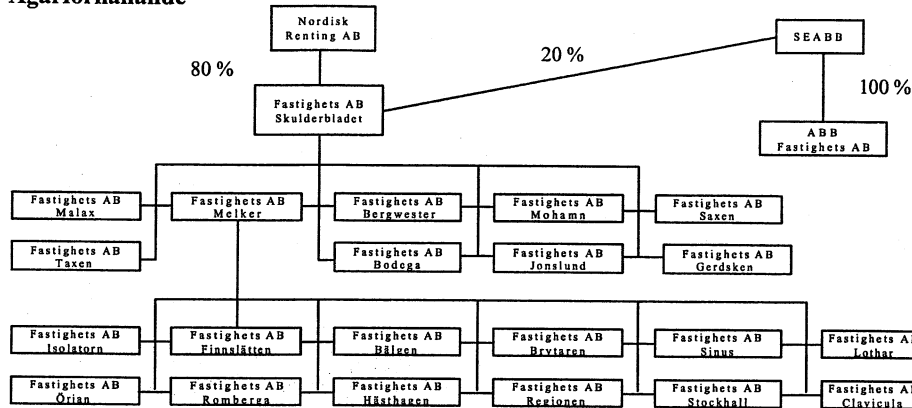 Ägarförhållande
Nordisk
Renting AB
SEABB
80 %
20 %
100 %
Fastighets AB
Skulderbladet
ABB
Fastighets AB
Fastighets AB
Malax
Fastighets AB
Melker
Fastighets AB
Bergwester
Fastighets AB
Mohamn
Fastighets AB
Saxen
Fastighets AB
Taxen
Fastighets AB
Bodega
Fastighets AB
Jonslund
Fastighets AB
Gerdsken
Fastighets AB
Isolatorn
Fastighets AB
Finnslätten
Fastighets AB
Bälgen
Fastighets AB
Brytaren
Fastighets AB
Sinus
Fastighets A
Lothar
Fastighets AB
Örian
Fastighets AB
Romberga
Fastighets AB
Hästhagen
Fastighets AB
Regionen
Fastighets AB
Stockhall
Fastighets A
Clavicula